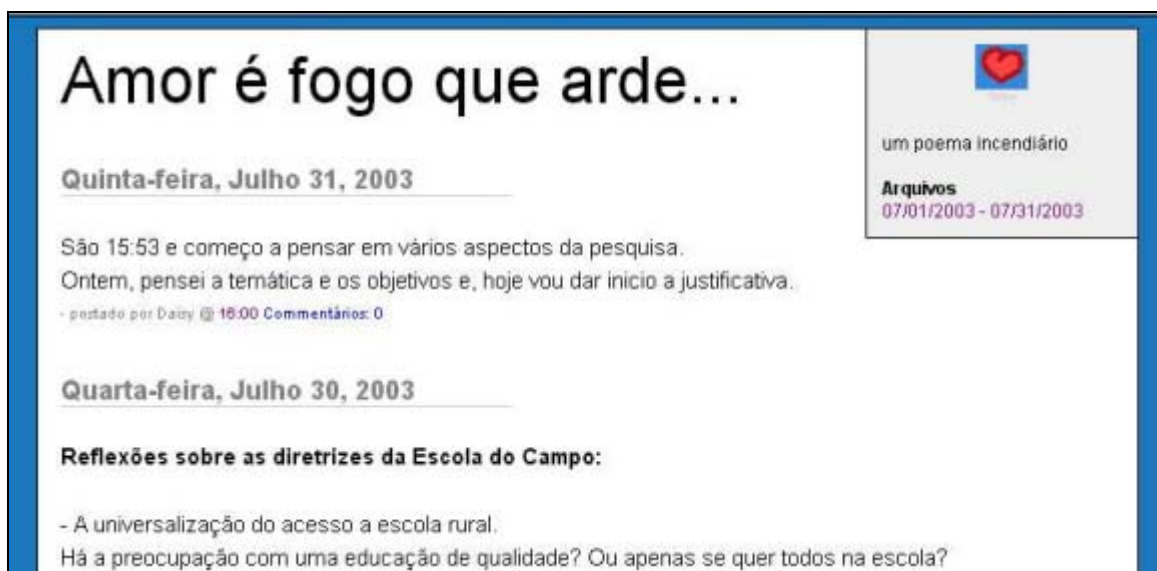 Amor é fogo que arde...
um poema incendiário
Arquivos
07/01/2003 - 07/31/2003
Quinta-feira, Julho 31, 2003
São 15:53 e começo a pensar em vários aspectos da pesquisa.
Ontem, pensei a temática e os objetivos e, hoje vou dar inicio a justificativa.
- postado por Daisy @ 16:00 Commentários: 0
Quarta-feira, Julho 30, 2003
Reflexões sobre as diretrizes da Escola do Campo:
- A universalização do acesso a escola rural.
Há a preocupação com uma educação de qualidade? Ou apenas se quer todos na escola?